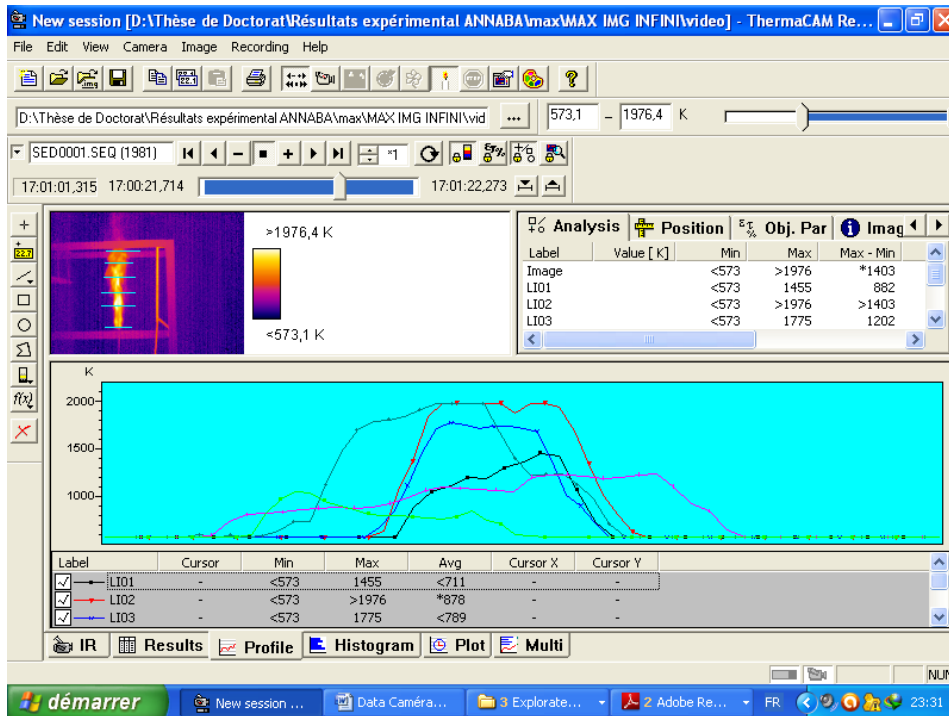 New session [D:\Thèse de Doctorat\Résultats expérimental ANNABA\max\MAX IMG INFINI\video] - ThermaCAM Re...
File Edit View Camera Image Recording Help
D:\Thèse de Doctorat\Résultats expérimental ANNABA\max\MAX IMG INFINI\vid ... 573,1 – 1976,4 K
SED0001.SEQ (1981) *1
17:01:01,315 17:00:21,714 17:01:22,273
>1976,4 K
<573,1 K
Analysis Position Obj. Par Imag
Label Value [ K] Min Max Max - Min
Image <573 >1976 *1403
LI01 <573 1455 882
LI02 <573 >1976 >1403
LI03 <573 1775 1202
f(x)
K
2000
1500
1000
Label Cursor Min Max Avg Cursor X Cursor Y
LI01 - <573 1455 <711 - -
LI02 - <573 >1976 *878 - -
LI03 - <573 1775 <789 - -
IR Results Profile Histogram Plot Multi
NUM
démarrer New session ... Data Caméra... 3 Explorate... 2 Adobe Re... FR 23:31